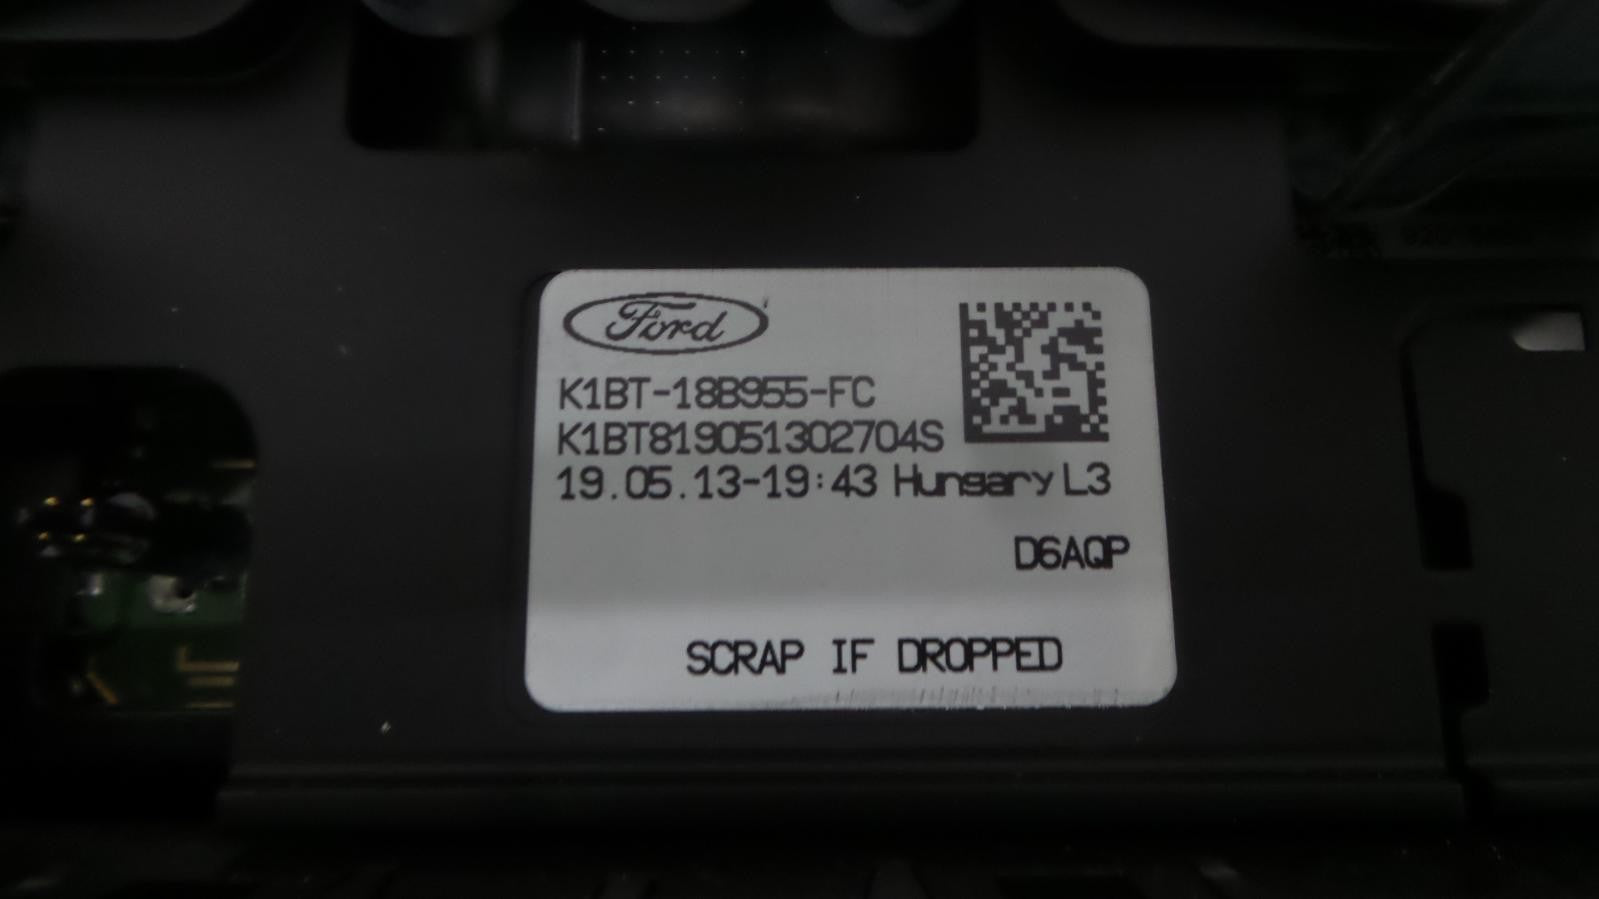 Ford
K1BT-18B955-FC
K1BT819051302704S
19.05.13-19:43 Hungary L3
D6AQP
SCRAP IF DROPPED